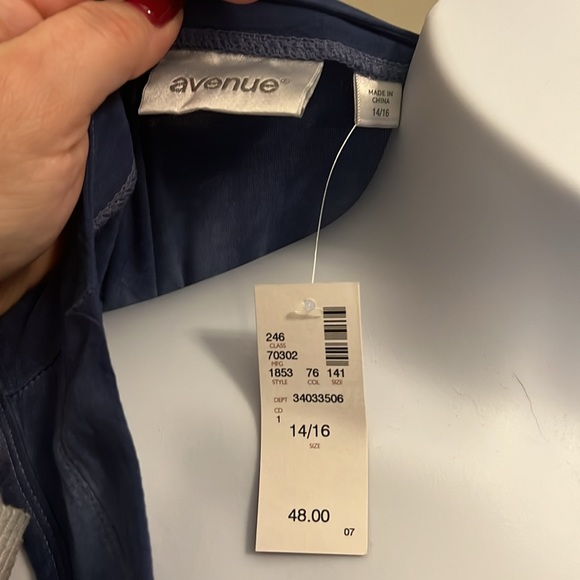 avenue®
MADE IN
CHINA
14/16
246
CLASS
70302
MFG
1853 76 141
STYLE COL SIZE
DEPT 34033506
CD
1
14/16
SIZE
48.00
07